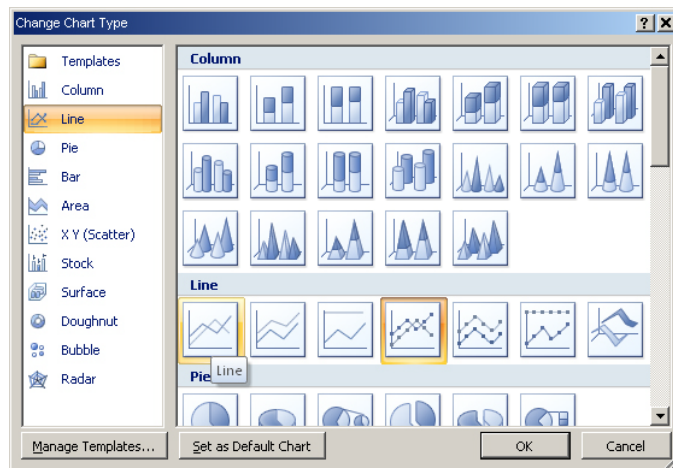 Change Chart Type
Templates
Column
Line
Pie
Bar
Area
X Y (Scatter)
Stock
Surface
Doughnut
Bubble
Radar
Column
Line
Line
Pie
Manage Templates...
Set as Default Chart
OK
Cancel